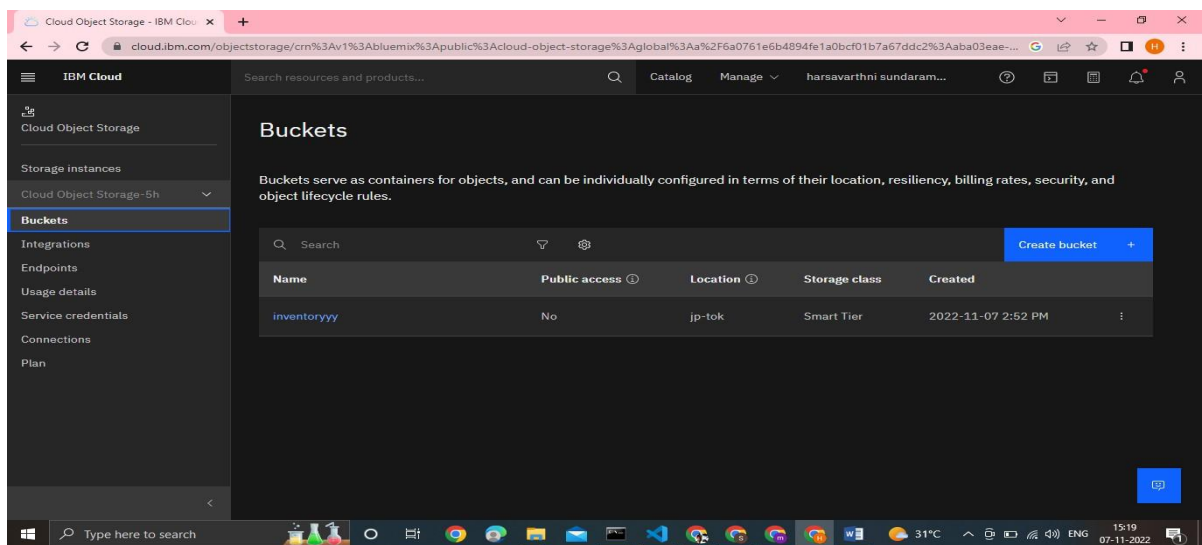 Cloud Object Storage - IBM Clou
cloud.ibm.com/objectstorage/crn%3Av1%3Abluemix%3Apublic%3Acloud-object-storage%3Aglobal%3Aa%2F6a0761e6b4894fe1a0bcf01b7a67ddc2%3Aaba03eae-...
H
IBM Cloud
Search resources and products...
Catalog
Manage
harsavarthni sundaram...
Cloud Object Storage
Storage instances
Cloud Object Storage-5h
Buckets
Integrations
Endpoints
Usage details
Service credentials
Connections
Plan
Buckets
Buckets serve as containers for objects, and can be individually configured in terms of their location, resiliency, billing rates, security, and
object lifecycle rules.
Search
Create bucket +
Name Public access Location Storage class Created
inventoryyy No jp-tok Smart Tier 2022-11-07 2:52 PM
Type here to search
31°C
ENG
15:19
07-11-2022